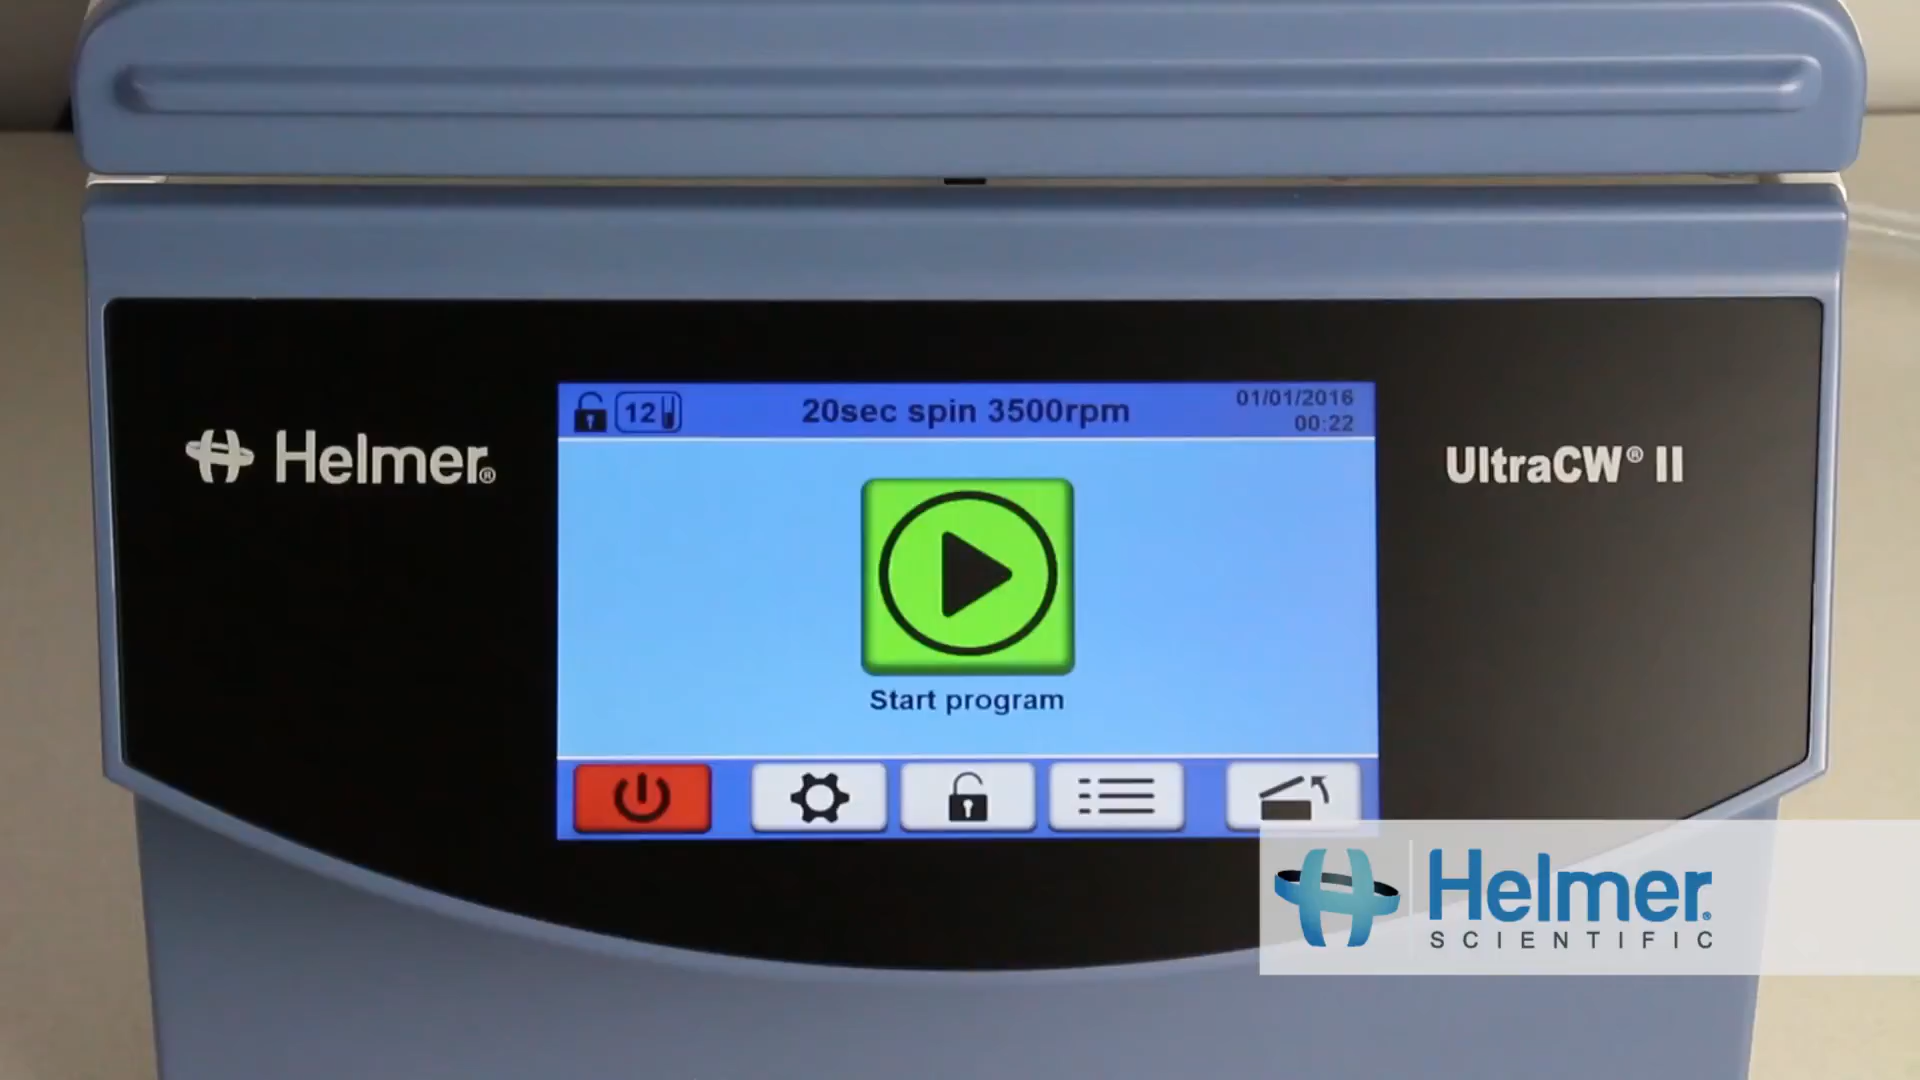 12
20sec spin 3500rpm
01/01/2016
00:22
Helmer®
UltraCW® II
Start program
Helmer®
SCIENTIFIC